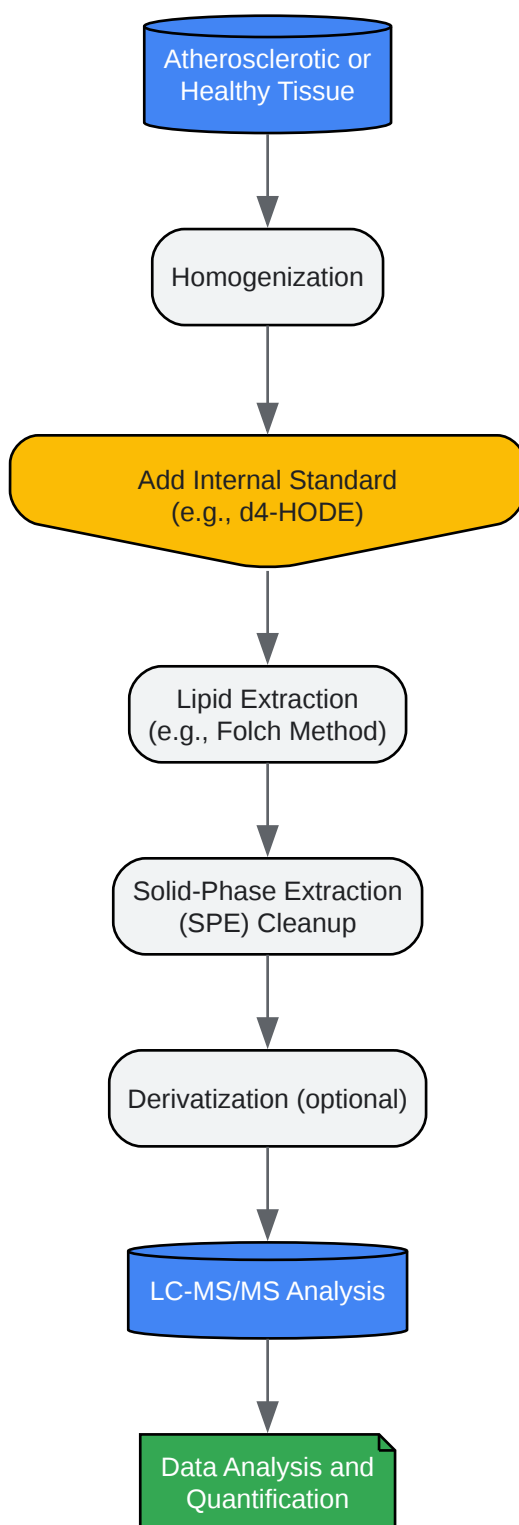 Atherosclerotic or
Healthy Tissue
Homogenization
Add Internal Standard
(e.g., d4-HODE)
Lipid Extraction
(e.g., Folch Method)
Solid-Phase Extraction
(SPE) Cleanup
Derivatization (optional)
LC-MS/MS Analysis
Data Analysis and
Quantification